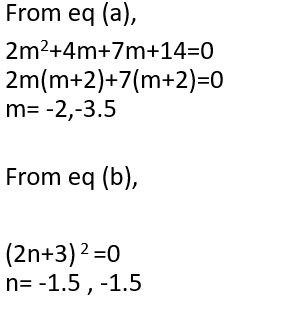 From eq (a),
2m²+4m+7m+14=0
2m(m+2)+7(m+2)=0
m= -2,-3.5
From eq (b),
(2n+3) ² =0
n= -1.5 , -1.5